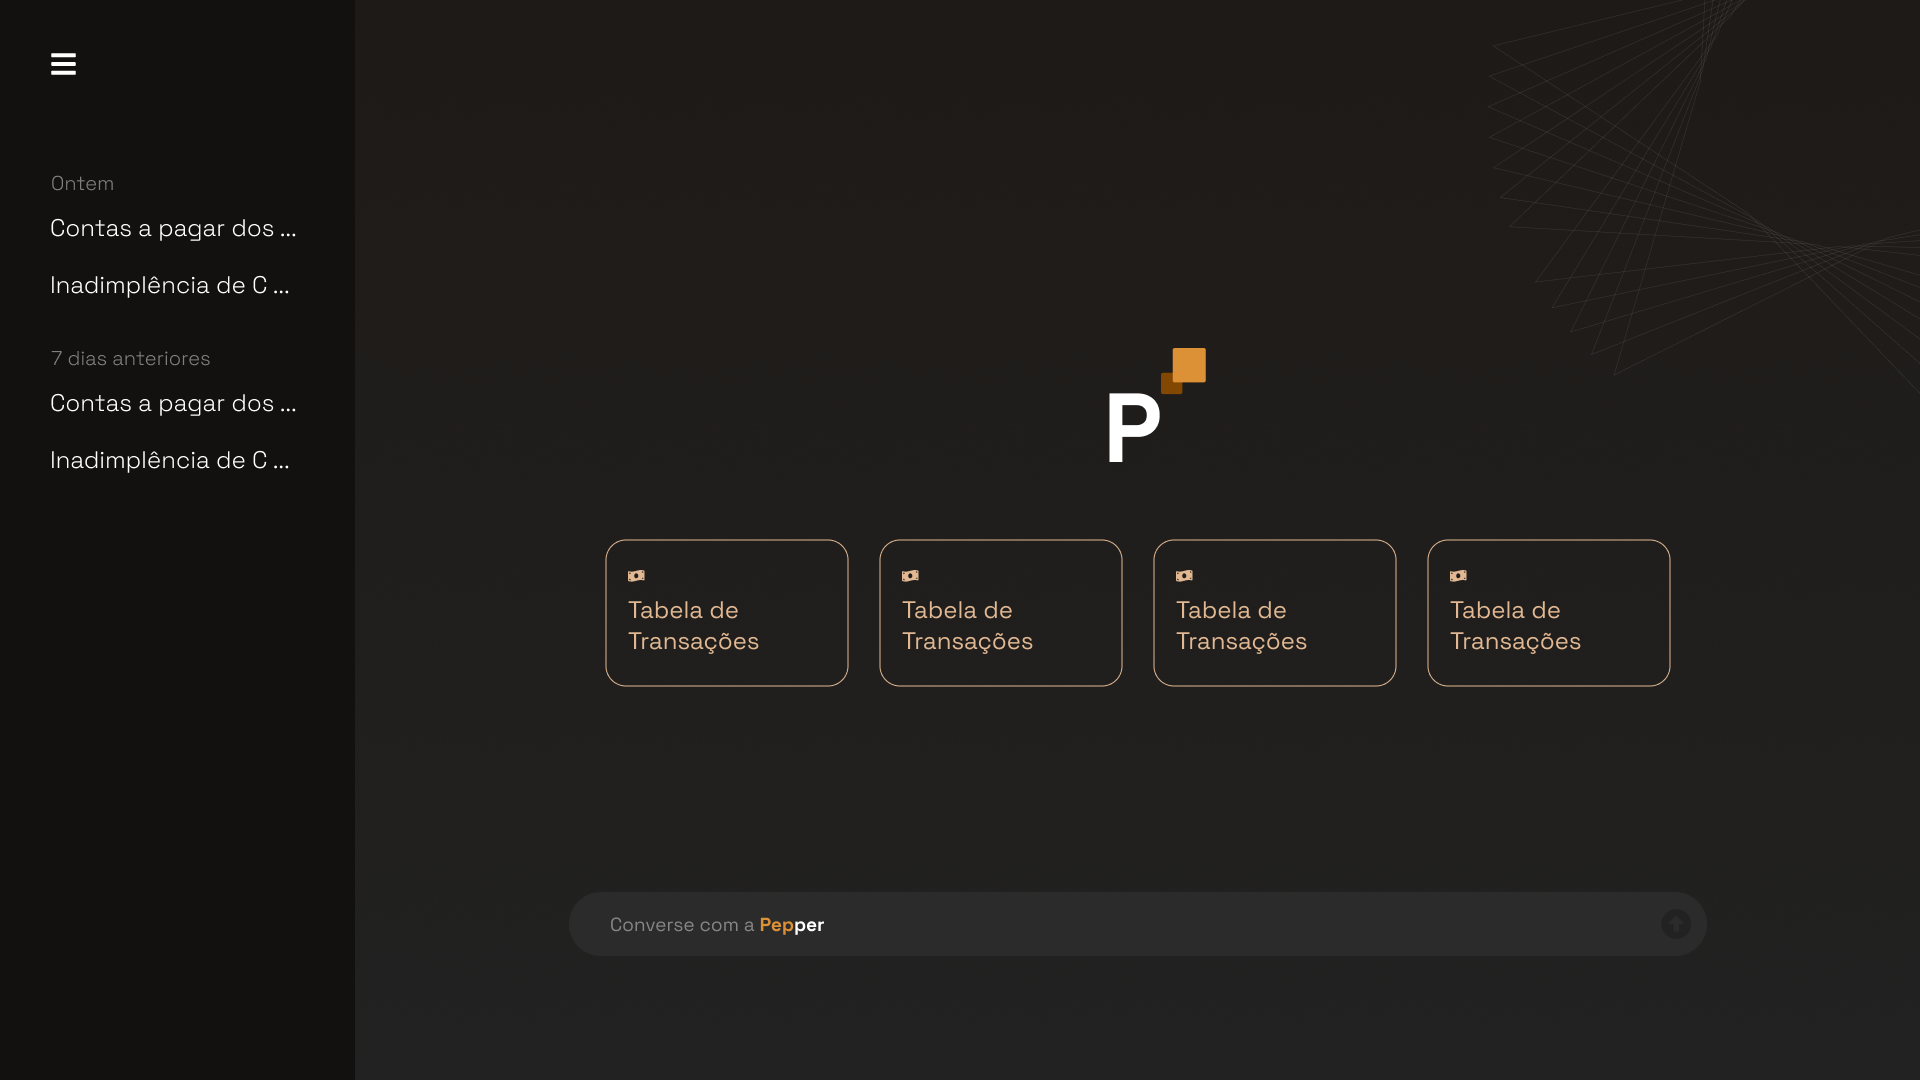 Ontem
Contas a pagar dos ...
Inadimplência de C ...
7 dias anteriores
Contas a pagar dos ...
Inadimplência de C ...
P
Tabela de
Transações
Tabela de
Transações
Tabela de
Transações
Tabela de
Transações
Converse com a Pepper